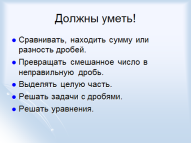 Должны уметь!
Сравнивать, находить сумму или
разность дробей.
Превращать смешанное число в
неправильную дробь.
Выделять целую часть.
Решать задачи с дробями.
Решать уравнения.